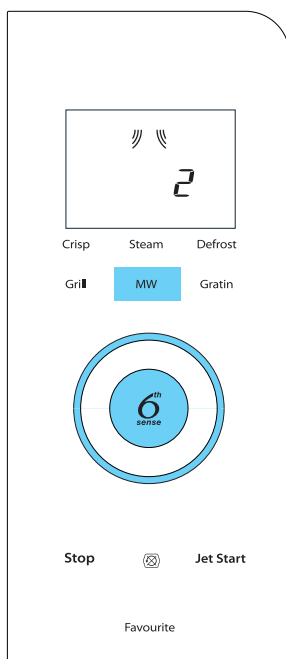 2
Crisp Steam Defrost
Grill MW Gratin
6th
sense
Stop Jet Start
Favourite